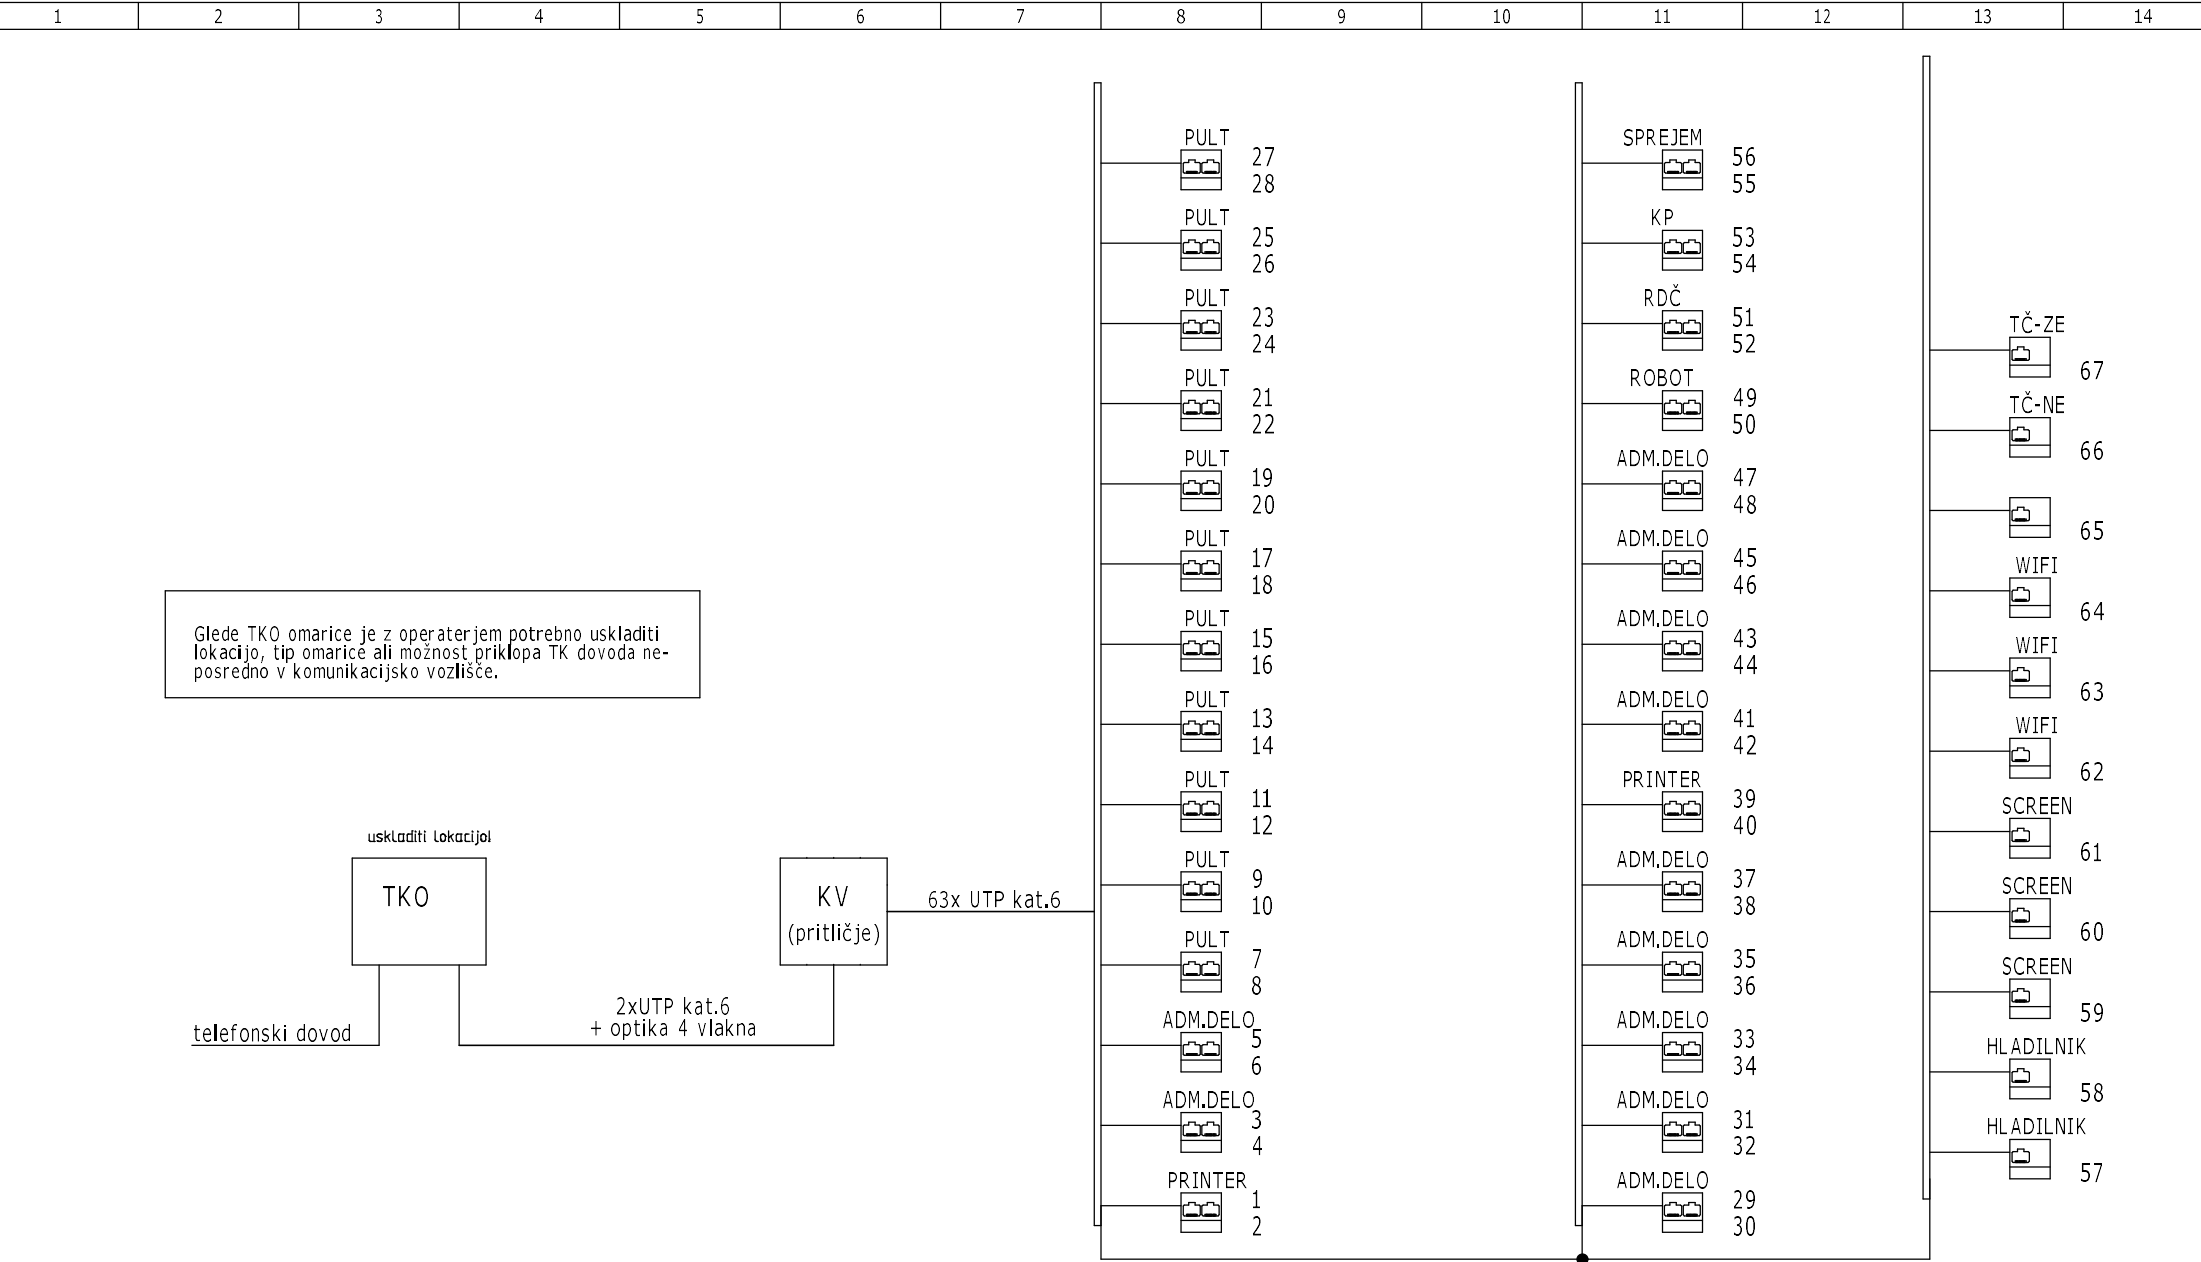 1 2 3 4 5 6 7 8 9 10 11 12 13 14
PULT
27
28
PULT
25
26
PULT
23
24
PULT
21
22
PULT
19
20
PULT
17
18
PULT
15
16
PULT
13
14
PULT
11
12
PULT
9
10
PULT
7
8
ADM.DELO
5
6
ADM.DELO
3
4
PRINTER
1
2
SPREJEM
56
55
KP
53
54
RDČ
51
52
ROBOT
49
50
ADM.DELO
47
48
ADM.DELO
45
46
ADM.DELO
43
44
ADM.DELO
41
42
PRINTER
39
40
ADM.DELO
37
38
ADM.DELO
35
36
ADM.DELO
33
34
ADM.DELO
31
32
ADM.DELO
29
30
TČ-ZE
67
TČ-NE
66
65
WIFI
64
WIFI
63
WIFI
62
SCREEN
61
SCREEN
60
SCREEN
59
HLADILNIK
58
HLADILNIK
57
Glede TKO omarice je z operaterjem potrebno uskladiti
lokacijo, tip omarice ali možnost priklopa TK dovoda ne-
posredno v komunikacijsko vozlišče.
uskladiti lokacijo!
TKO
KV
(pritličje)
63x UTP kat.6
2xUTP kat.6
+ optika 4 vlakna
telefonski dovod